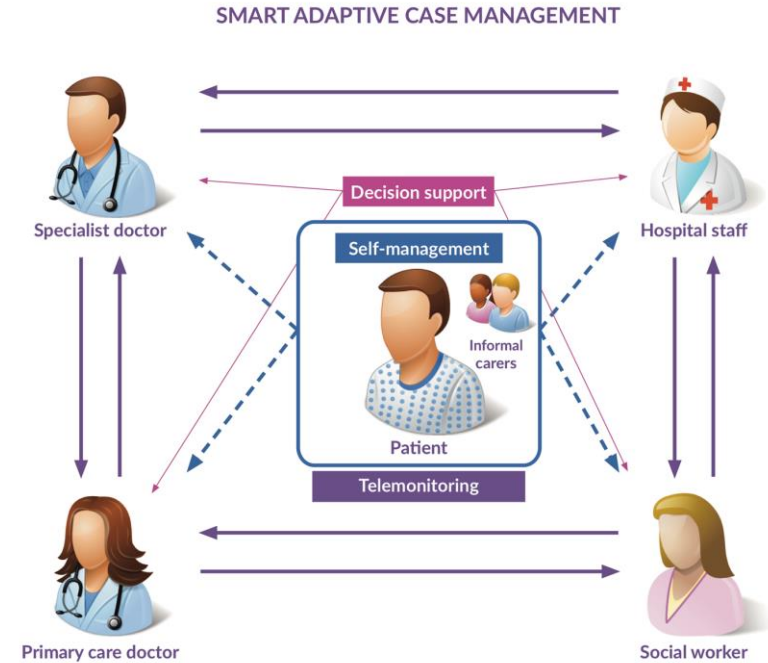 SMART ADAPTIVE CASE MANAGEMENT
Decision support
Specialist doctor
Hospital staff
Self-management
Informal
carers
Patient
Telemonitoring
Primary care doctor
Social worker